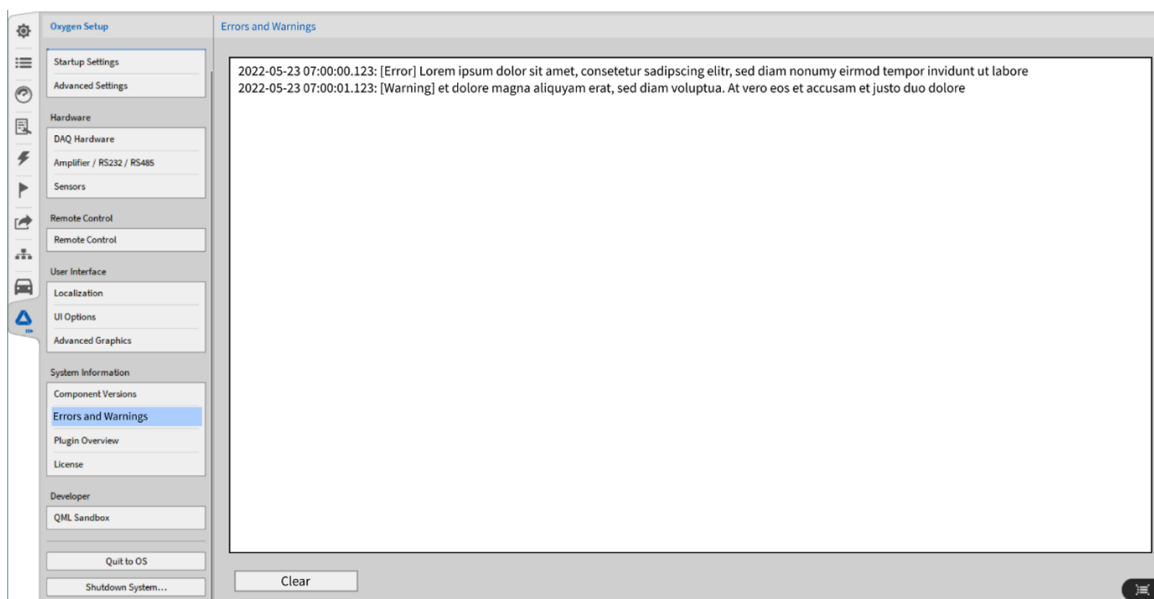 Oxygen Setup
Startup Settings
Advanced Settings
Hardware
DAQ Hardware
Amplifier / RS232 / RS485
Sensors
Remote Control
Remote Control
User Interface
Localization
UI Options
Advanced Graphics
System Information
Component Versions
Errors and Warnings
Plugin Overview
License
Developer
QML Sandbox
Quit to OS
Shutdown System...
Errors and Warnings
2022-05-23 07:00:00.123: [Error] Lorem ipsum dolor sit amet, consetetur sadipscing elitr, sed diam nonumy eirmod tempor invidunt ut labore
2022-05-23 07:00:01.123: [Warning] et dolore magna aliquyam erat, sed diam voluptua. At vero eos et accusam et justo duo dolore
Clear